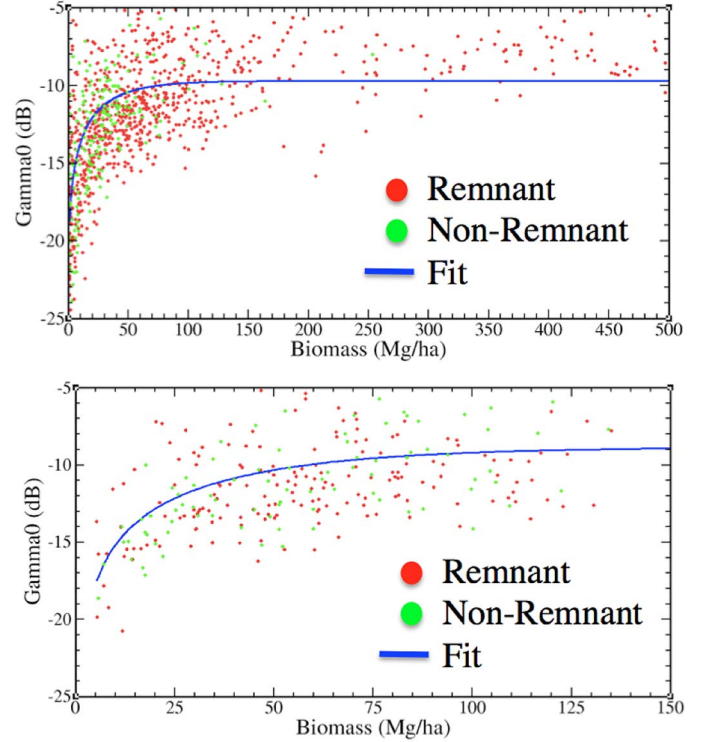 -5
-10
-15
-20
-25
Gamma0 (dB)
Remnant
Non-Remnant
Fit
0 50 100 150 200 250 300 350 400 450 500
Biomass (Mg/ha)
-5
-10
-15
-20
-25
Gamma0 (dB)
Remnant
Non-Remnant
Fit
0 25 50 75 100 125 150
Biomass (Mg/ha)